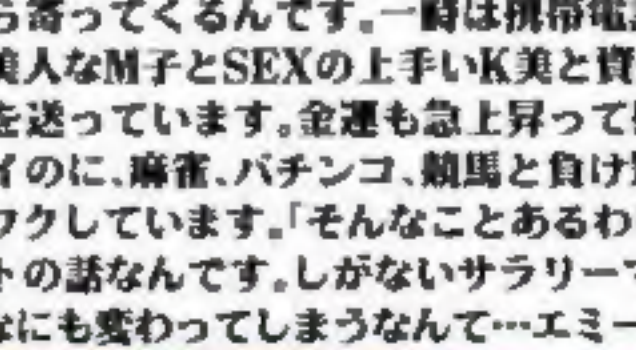 ら寄ってくるんです。一時は携帯電
美人なM子とSEXの上手いK美と資
を送っています。金運も急上昇って
イのに、麻雀、パチンコ、競馬と負け
ワクしています。「そんなことあるわ
トの話なんです。しがないサラリー
なにも変わってしまうなんて…エミー